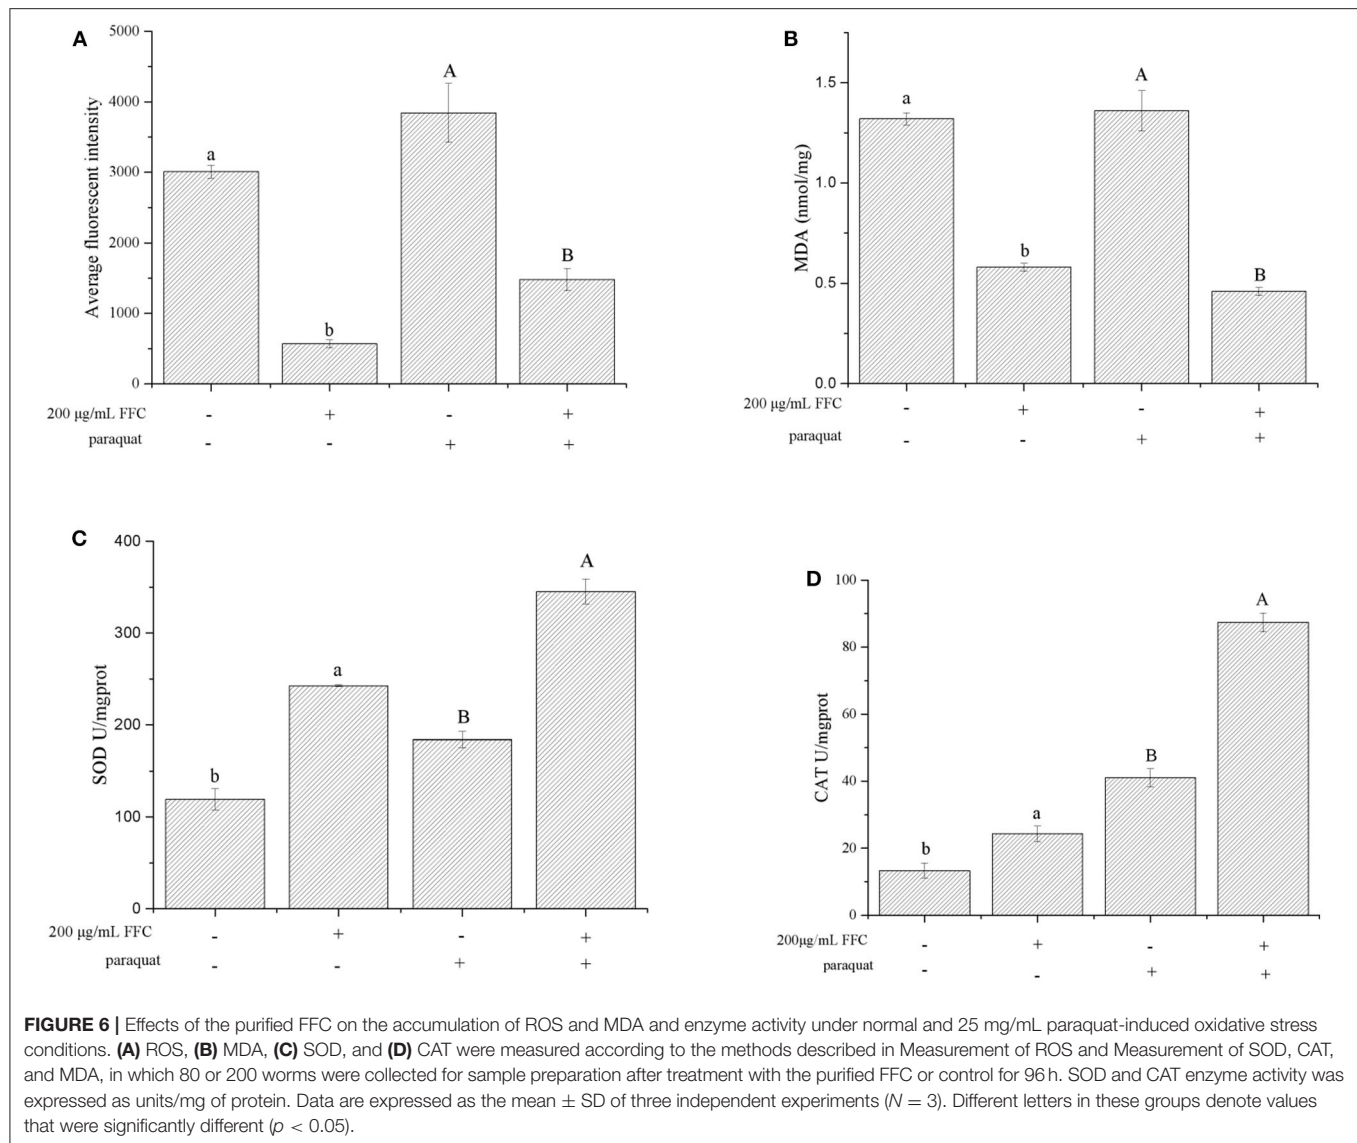 A
5000
4000
3000
2000
1000
0
Average fluorescent intensity
a
b
A
B
200 μg/mL FFC - + - +
paraquat - - + +
B
1.5
1.0
0.5
0.0
MDA (nmol/mg)
a
b
A
B
200 μg/mL FFC - + - +
paraquat - - + +
C
400
300
200
100
0
SOD U/mgprot
b
a
B
A
200 μg/mL FFC - + - +
paraquat - - + +
D
100
80
60
40
20
0
CAT U/mgprot
b
a
B
A
200μg/mL FFC - + - +
paraquat - - + +
FIGURE 6 | Effects of the purified FFC on the accumulation of ROS and MDA and enzyme activity under normal and 25 mg/mL paraquat-induced oxidative stress
conditions. (A) ROS, (B) MDA, (C) SOD, and (D) CAT were measured according to the methods described in Measurement of ROS and Measurement of SOD, CAT,
and MDA, in which 80 or 200 worms were collected for sample preparation after treatment with the purified FFC or control for 96 h. SOD and CAT enzyme activity was
expressed as units/mg of protein. Data are expressed as the mean ± SD of three independent experiments (N = 3). Different letters in these groups denote values
that were significantly different (p < 0.05).